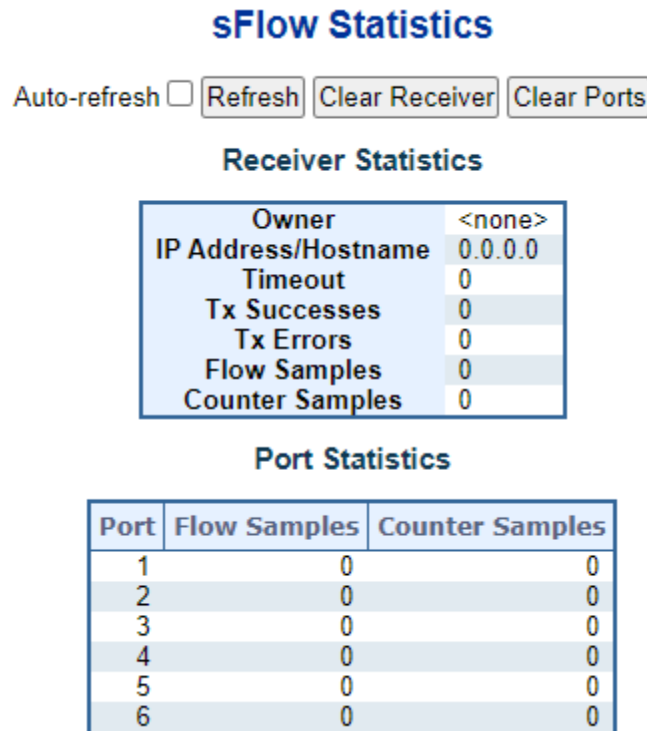 sFlow Statistics
Auto-refresh Refresh Clear Receiver Clear Ports
Receiver Statistics
Owner <none>
IP Address/Hostname 0.0.0.0
Timeout 0
Tx Successes 0
Tx Errors 0
Flow Samples 0
Counter Samples 0
Port Statistics
Port Flow Samples Counter Samples
1 0 0
2 0 0
3 0 0
4 0 0
5 0 0
6 0 0